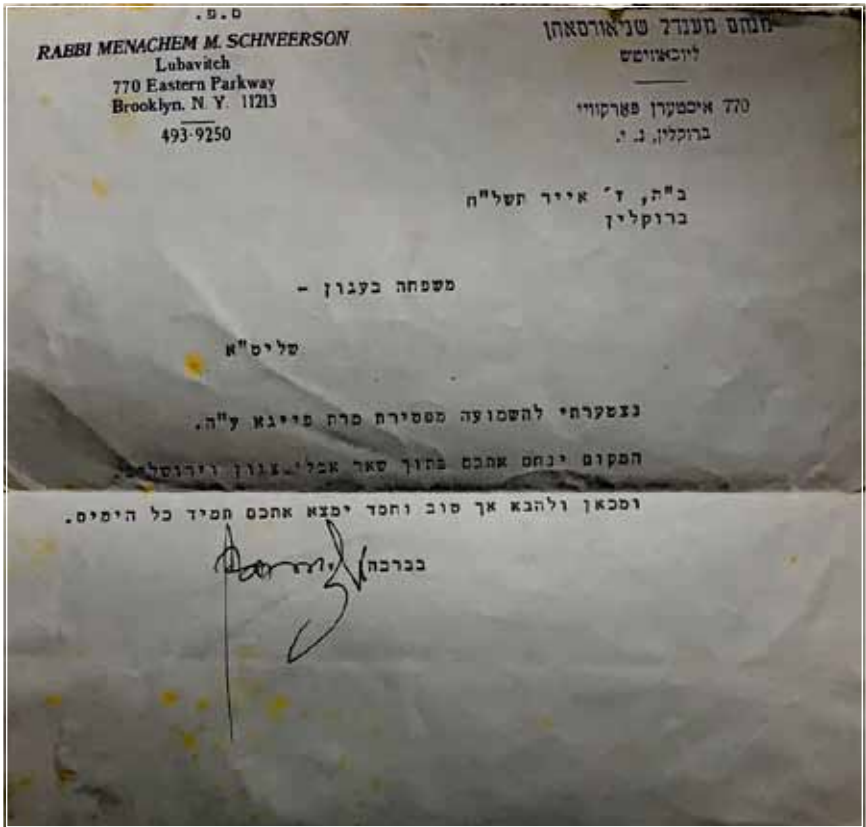 .פ.ס
RABBI MENACHEM M. SCHNEERSON
Lubavitch
770 Eastern Parkway
Brooklyn, N. Y. 11213
493-9250
מנחם מענדל שניאורסאהן
ליובאוויטש
770 איסטערן פארקוויי
ברוקלין, נ. י.
ב"ה, ז' אייר תשל"ח
ברוקלין
משפחה בעגון -
שליט"א
נצטערתי להשמועה מפטירת מרת פייגא ע"ה.
המקום ינחם אתכם בתוך שאר אבלי ציון וירושלים.
ומכאן ולהבא אך טוב וחסד ימצא אתכם תמיד כל הימים.
בברכה